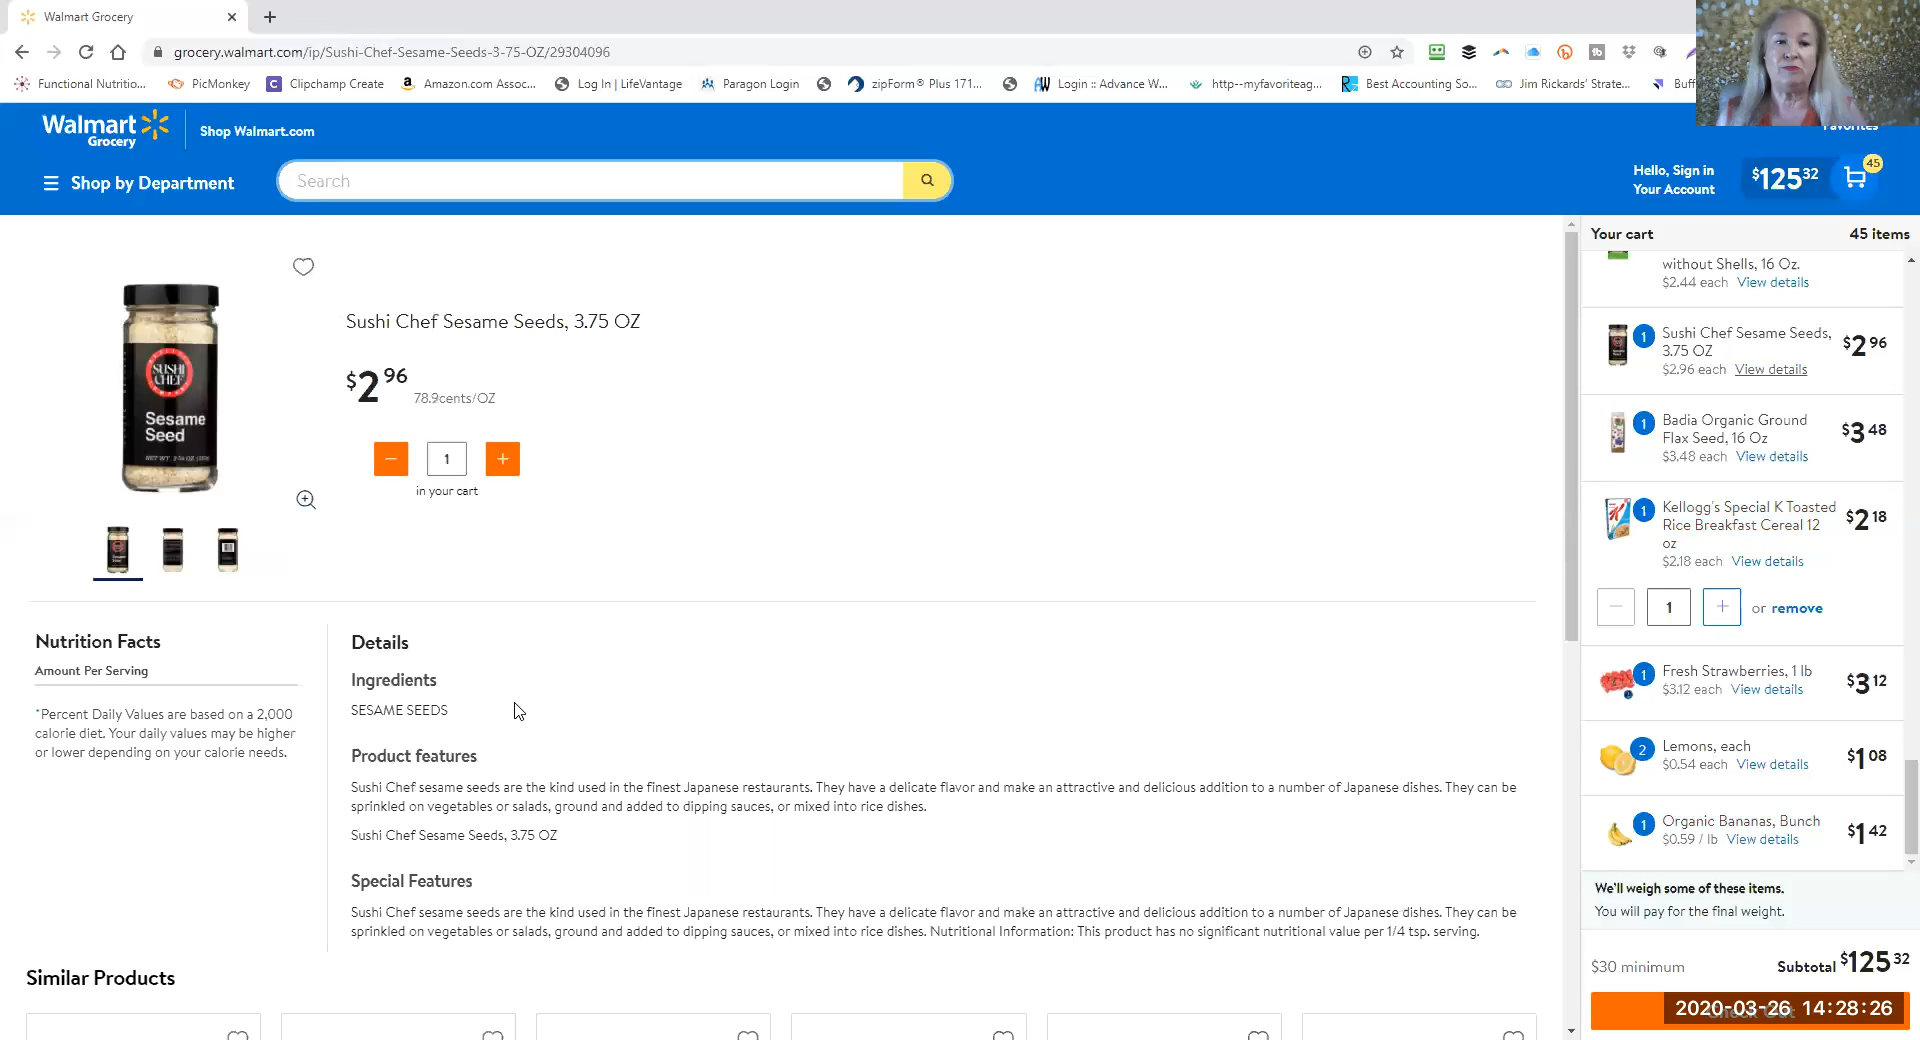 Walmart Grocery
grocery.walmart.com/ip/Sushi-Chef-Sesame-Seeds-3-75-OZ/29304096
Functional Nutritio...
PicMonkey
Clipchamp Create
Amazon.com Assoc...
Log In | LifeVantage
Paragon Login
zipForm® Plus 171...
Login :: Advance W...
http--myfavoriteag...
Best Accounting So...
Jim Rickards' Strate...
Buff
Walmart
Grocery
Shop Walmart.com
Favorites
Shop by Department
Search
Hello, Sign in
Your Account
$125 32
45
Sushi Chef Sesame Seeds, 3.75 OZ
$2 96
78.9cents/OZ
1
in your cart
SUSHI
CHEF
Sesame
Seed
Nutrition Facts
Amount Per Serving
*Percent Daily Values are based on a 2,000
calorie diet. Your daily values may be higher
or lower depending on your calorie needs.
Details
Ingredients
SESAME SEEDS
Product features
Sushi Chef sesame seeds are the kind used in the finest Japanese restaurants. They have a delicate flavor and make an attractive and delicious addition to a number of Japanese dishes. They can be
sprinkled on vegetables or salads, ground and added to dipping sauces, or mixed into rice dishes.
Sushi Chef Sesame Seeds, 3.75 OZ
Special Features
Sushi Chef sesame seeds are the kind used in the finest Japanese restaurants. They have a delicate flavor and make an attractive and delicious addition to a number of Japanese dishes. They can be
sprinkled on vegetables or salads, ground and added to dipping sauces, or mixed into rice dishes. Nutritional Information: This product has no significant nutritional value per 1/4 tsp. serving.
Similar Products
Your cart 45 items
without Shells, 16 Oz.
$2.44 each View details
1 Sushi Chef Sesame Seeds, $2 96
3.75 OZ
$2.96 each View details
1 Badia Organic Ground $3 48
Flax Seed, 16 Oz
$3.48 each View details
1 Kellogg's Special K Toasted $2 18
Rice Breakfast Cereal 12
oz
$2.18 each View details
1 or remove
1 Fresh Strawberries, 1 lb $3 12
$3.12 each View details
2 Lemons, each $1 08
$0.54 each View details
1 Organic Bananas, Bunch $1 42
$0.59 / lb View details
We'll weigh some of these items.
You will pay for the final weight.
$30 minimum Subtotal $125 32
Check Out
2020-03-26 14:28:26